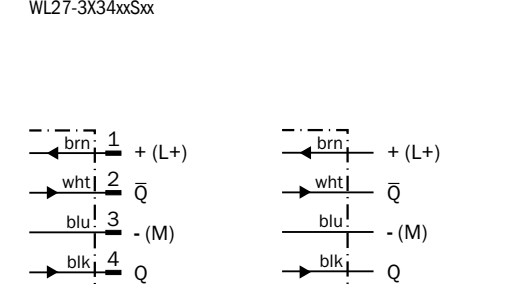 WL27-3X34xxSxx
brn 1 + (L+)
wht 2 Q̅
blu 3 - (M)
blk 4 Q
brn + (L+)
wht Q̅
blu - (M)
blk Q